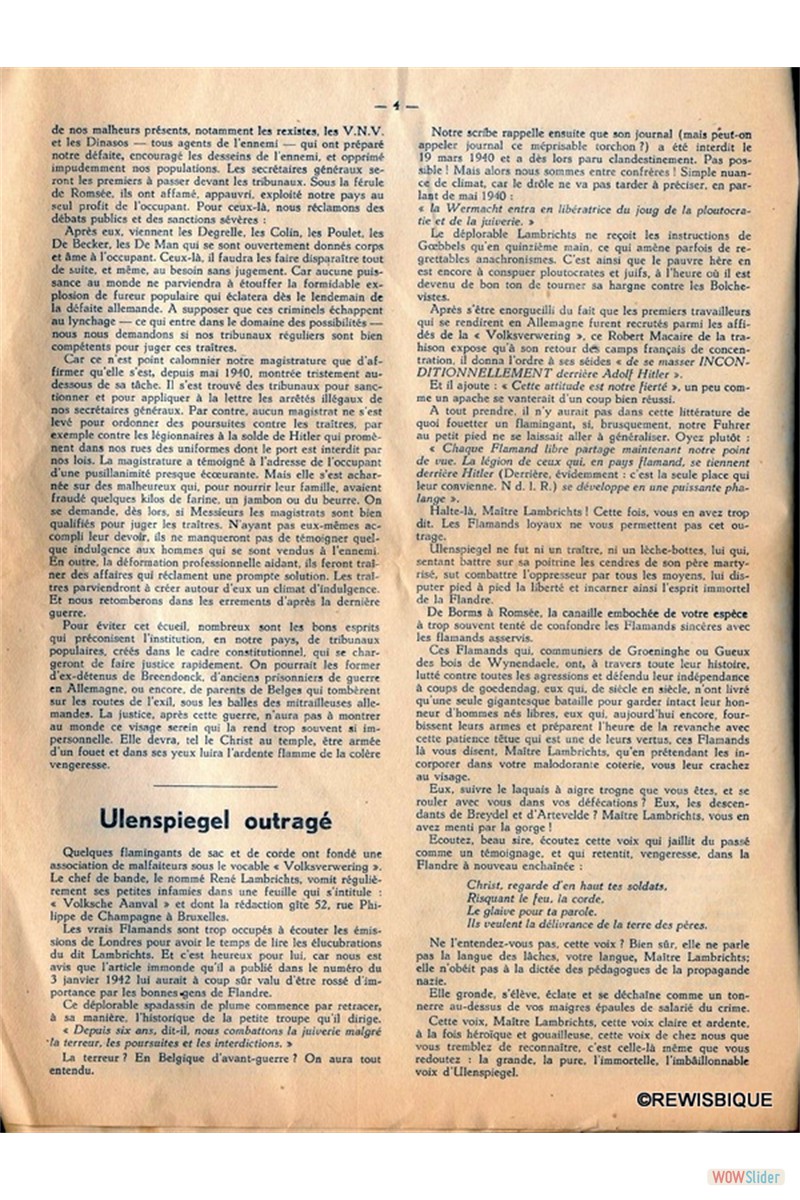 — 4 —
de nos malheurs présents, notamment les rexistes, les V.N.V.
et les Dinasos — tous agents de l'ennemi — qui ont préparé
notre défaite, encouragé les desseins de l'ennemi, et opprimé
impudemment nos populations. Les secrétaires généraux se-
ront les premiers à passer devant les tribunaux. Sous la férule
de Romsée, ils ont affamé, appauvri, exploité notre pays au
seul profit de l'occupant. Pour ceux-là, nous réclamons des
débats publics et des sanctions sévères :
Après eux, viennent les Degrelle, les Colin, les Poulet, les
De Becker, les De Man qui se sont ouvertement donnés corps
et âme à l'occupant. Ceux-là, il faudra les faire disparaître tout
de suite, et même, au besoin sans jugement. Car aucune puis-
sance au monde ne parviendra à étouffer la formidable ex-
plosion de fureur populaire qui éclatera dès le lendemain de
la défaite allemande. A supposer que ces criminels échappent
au lynchage — ce qui entre dans le domaine des possibilités —
nous nous demandons si nos tribunaux réguliers sont bien
compétents pour juger ces traîtres.
Car ce n'est point calomnier notre magistrature que d'af-
firmer qu'elle s'est, depuis mai 1940, montrée tristement au-
dessous de sa tâche. Il s'est trouvé des tribunaux pour sanc-
tionner et pour appliquer à la lettre les arrêtés illégaux de
nos secrétaires généraux. Par contre, aucun magistrat ne s'est
levé pour ordonner des poursuites contre les traîtres, par
exemple contre les légionnaires à la solde de Hitler qui promè-
nent dans nos rues des uniformes dont le port est interdit par
nos lois. La magistrature a témoigné à l'adresse de l'occupant
d'une pusillanimité presque écœurante. Mais elle s'est achar-
née sur des malheureux qui, pour nourrir leur famille, avaient
fraudé quelques kilos de farine, un jambon ou du beurre. On
se demande, dès lors, si Messieurs les magistrats sont bien
qualifiés pour juger les traîtres. N'ayant pas eux-mêmes ac-
compli leur devoir, ils ne manqueront pas de témoigner quel-
que indulgence aux hommes qui se sont vendus à l'ennemi.
En outre, la déformation professionnelle aidant, ils feront traî-
ner des affaires qui réclament une prompte solution. Les traî-
tres parviendront à créer autour d'eux un climat d'indulgence.
Et nous retomberons dans les errements d'après la dernière
guerre.
Pour éviter cet écueil, nombreux sont les bons esprits
qui préconisent l'institution, en notre pays, de tribunaux
populaires, créés dans le cadre constitutionnel, qui se char-
geront de faire justice rapidement. On pourrait les former
d'ex-détenus de Breendonck, d'anciens prisonniers de guerre
en Allemagne, ou encore, de parents de Belges qui tombèrent
sur les routes de l'exil, sous les balles des mitrailleuses alle-
mandes. La justice, après cette guerre, n'aura pas à montrer
au monde ce visage serein qui la rend trop souvent si im-
personnelle. Elle devra, tel le Christ au temple, être armée
d'un fouet et dans ses yeux luira l'ardente flamme de la colère
vengeresse.
Ulenspiegel outragé
Quelques flamingants de sac et de corde ont fondé une
association de malfaiteurs sous le vocable « Volksverwering ».
Le chef de bande, le nommé René Lambrichts, vomit réguliè-
rement ses petites infamies dans une feuille qui s'intitule :
« Volksche Aanval » et dont la rédaction gîte 52, rue Phi-
lippe de Champagne à Bruxelles.
Les vrais Flamands sont trop occupés à écouter les émis-
sions de Londres pour avoir le temps de lire les élucubrations
du dit Lambrichts. Et c'est heureux pour lui, car nous est
avis que l'article immonde qu'il a publié dans le numéro du
3 janvier 1942 lui aurait à coup sûr valu d'être rossé d'im-
portance par les bonnes gens de Flandre.
Ce déplorable spadassin de plume commence par retracer,
à sa manière, l'historique de la petite troupe qu'il dirige.
« Depuis six ans, dit-il, nous combattons la juiverie malgré
la terreur, les poursuites et les interdictions. »
La terreur ? En Belgique d'avant-guerre ? On aura tout
entendu.
Notre scribe rappelle ensuite que son journal (mais peut-on
appeler journal ce méprisable torchon ?) a été interdit le
19 mars 1940 et a dès lors paru clandestinement. Pas pos-
sible ! Mais alors nous sommes entre confrères ! Simple nuan-
ce de climat, car le drôle ne va pas tarder à préciser, en par-
lant de mai 1940 :
« la Wermacht entra en libératrice du joug de la ploutocra-
tie et de la juiverie. »
Le déplorable Lambrichts ne reçoit les instructions de
Gœbbels qu'en quinzième main, ce qui amène parfois de re-
grettables anachronismes. C'est ainsi que le pauvre hère en
est encore à conspuer ploutocrates et juifs, à l'heure où il est
devenu de bon ton de tourner sa hargne contre les Bolche-
vistes.
Après s'être enorgueilli du fait que les premiers travailleurs
qui se rendirent en Allemagne furent recrutés parmi les affi-
dés de la « Volksverwering », ce Robert Macaire de la tra-
hison expose qu'à son retour des camps français de concen-
tration, il donna l'ordre à ses séides « de se masser INCON-
DITIONNELLEMENT derrière Adolf Hitler ».
Et il ajoute : « Cette attitude est notre fierté », un peu com-
me un apache se vanterait d'un coup bien réussi.
A tout prendre, il n'y aurait pas dans cette littérature de
quoi fouetter un flamingant, si, brusquement, notre Fuhrer
au petit pied ne se laissait aller à généraliser. Oyez plutôt :
« Chaque Flamand libre partage maintenant notre point
de vue. La légion de ceux qui, en pays flamand, se tiennent
derrière Hitler (Derrière, évidemment : c'est la seule place qui
leur convienne. N d. l. R.) se développe en une puissante pha-
lange ».
Halte-là, Maître Lambrichts ! Cette fois, vous en avez trop
dit. Les Flamands loyaux ne vous permettent pas cet ou-
trage.
Ulenspiegel ne fut ni un traître, ni un lèche-bottes, lui qui,
sentant battre sur sa poitrine les cendres de son père marty-
risé, sut combattre l'oppresseur par tous les moyens, lui dis-
puter pied à pied la liberté et incarner ainsi l'esprit immortel
de la Flandre.
De Borms à Romsée, la canaille embochée de votre espèce
à trop souvent tenté de confondre les Flamands sincères avec
les flamands asservis.
Ces Flamands qui, communiers de Groeninghe ou Gueux
des bois de Wynendaele, ont, à travers toute leur histoire,
lutté contre toutes les agressions et défendu leur indépendance
à coups de goedendag, eux qui, de siècle en siècle, n'ont livré
qu'une seule gigantesque bataille pour garder intact leur hon-
neur d'hommes nés libres, eux qui, aujourd'hui encore, four-
bissent leurs armes et préparent l'heure de la revanche avec
cette patience têtue qui est une de leurs vertus, ces Flamands
là vous disent, Maître Lambrichts, qu'en prétendant les in-
corporer dans votre malodorante coterie, vous leur crachez
au visage.
Eux, suivre le laquais à aigre trogne que vous êtes, et se
rouler avec vous dans vos défécations ? Eux, les descen-
dants de Breydel et d'Artevelde ? Maître Lambrichts, vous en
avez menti par la gorge !
Ecoutez, beau sire, écoutez cette voix qui jaillit du passé
comme un témoignage, et qui retentit, vengeresse, dans la
Flandre à nouveau enchaînée :
Christ, regarde d'en haut tes soldats,
Risquant le feu, la corde,
Le glaive pour ta parole.
Ils veulent la délivrance de la terre des pères.
Ne l'entendez-vous pas, cette voix ? Bien sûr, elle ne parle
pas la langue des lâches, votre langue, Maître Lambrichts;
elle n'obéit pas à la dictée des pédagogues de la propagande
nazie.
Elle gronde, s'élève, éclate et se déchaîne comme un ton-
nerre au-dessus de vos maigres épaules de salarié du crime.
Cette voix, Maître Lambrichts, cette voix claire et ardente,
à la fois héroïque et gouailleuse, cette voix de chez nous que
vous tremblez de reconnaître, c'est celle-là même que vous
redoutez : la grande, la pure, l'immortelle, l'imbâillonnable
voix d'Ulenspiegel.
©REWISBIQUE
WOWSlider